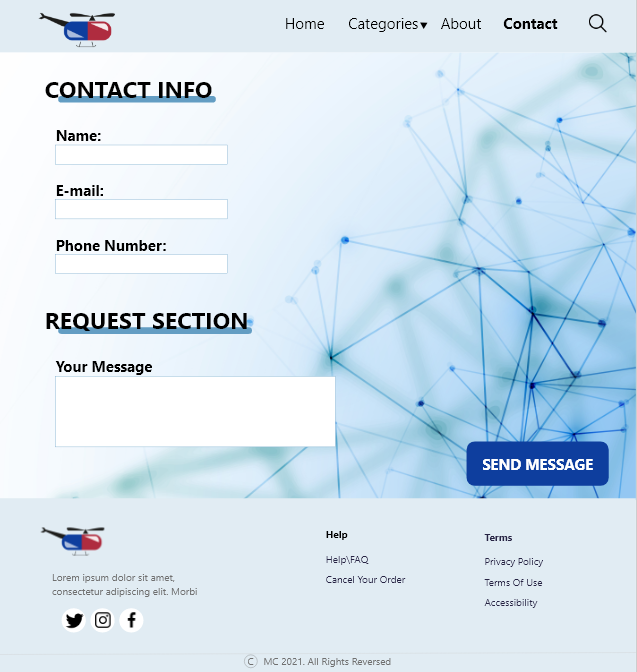 Home Categories▾ About Contact
CONTACT INFO
Name:
E-mail:
Phone Number:
REQUEST SECTION
Your Message
SEND MESSAGE
Lorem ipsum dolor sit amet,
consectetur adipiscing elit. Morbi
Help
Help\FAQ
Cancel Your Order
Terms
Privacy Policy
Terms Of Use
Accessibility
© MC 2021. All Rights Reversed